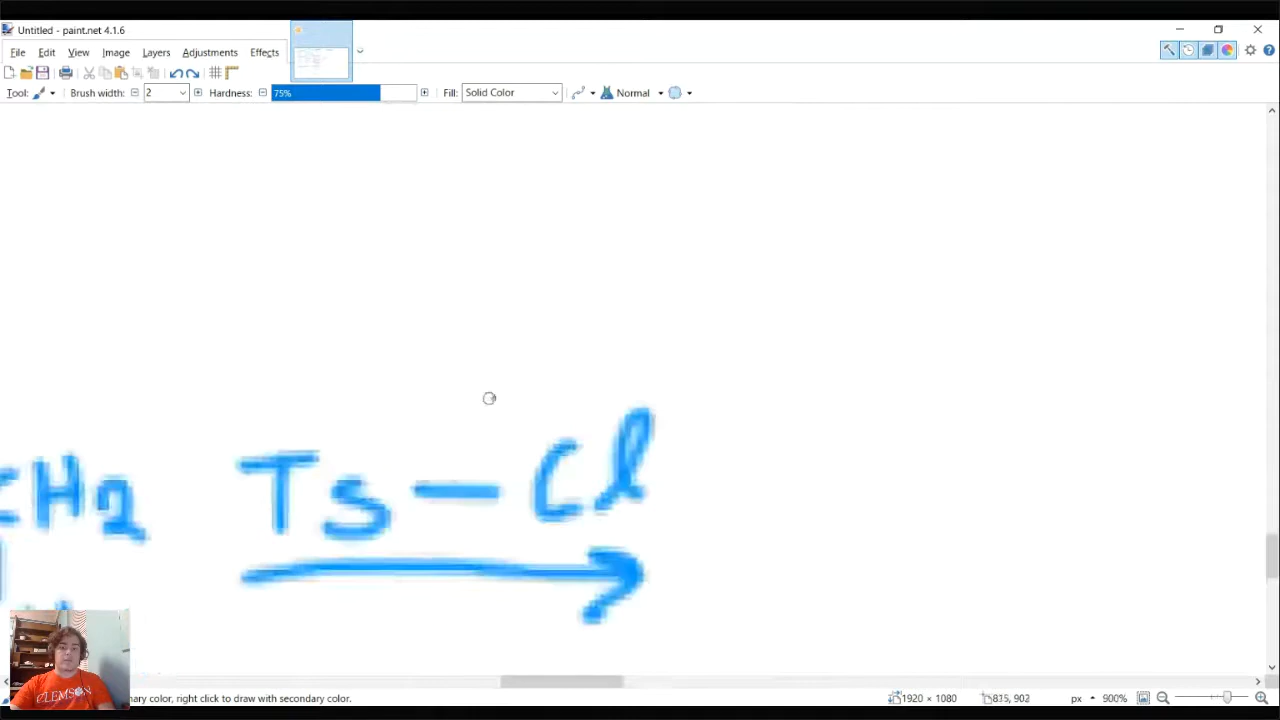 Untitled - paint.net 4.1.6
File Edit View Image Layers Adjustments Effects
Tool: Brush width: 2 Hardness: 75% Fill: Solid Color Normal
CH2 Ts - Cl
CLEMSON
ary color, right click to draw with secondary color.
1920 × 1080 815, 902 px 900%